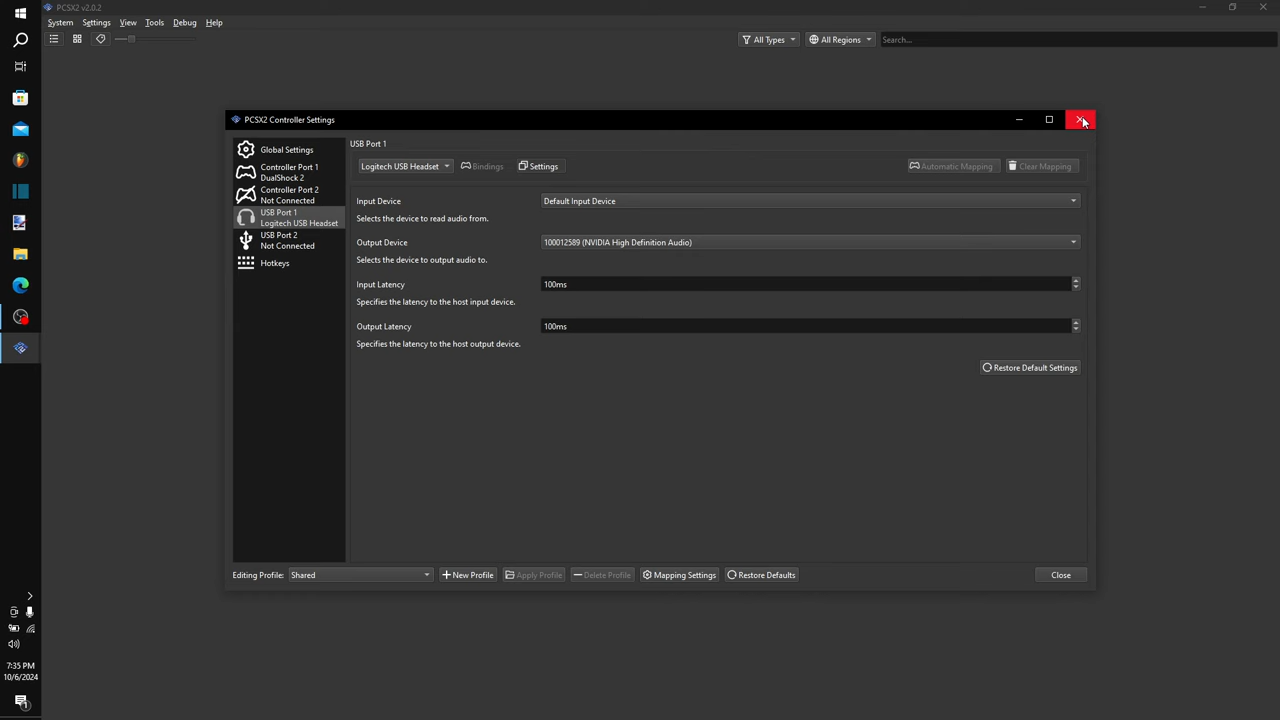 PCSX2 v2.0.2
System Settings View Tools Debug Help
All Types All Regions Search...
PCSX2 Controller Settings
Global Settings
Controller Port 1
DualShock 2
Controller Port 2
Not Connected
USB Port 1
Logitech USB Headset
USB Port 2
Not Connected
Hotkeys
USB Port 1
Logitech USB Headset Bindings Settings Automatic Mapping Clear Mapping
Input Device Default Input Device
Selects the device to read audio from.
Output Device 100012589 (NVIDIA High Definition Audio)
Selects the device to output audio to.
Input Latency 100ms
Specifies the latency to the host input device.
Output Latency 100ms
Specifies the latency to the host output device.
Restore Default Settings
Editing Profile: Shared New Profile Apply Profile Delete Profile Mapping Settings Restore Defaults Close
7:35 PM
10/6/2024
1